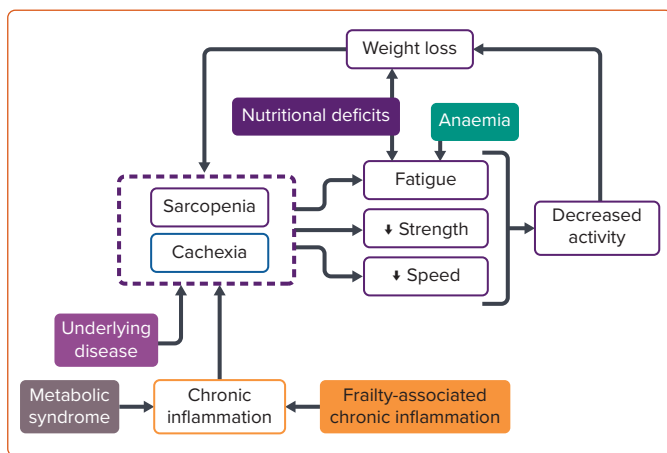 Weight loss
Nutritional deficits
Anaemia
Sarcopenia
Fatigue
Cachexia
↓ Strength
Decreased
activity
↓ Speed
Underlying
disease
Metabolic
syndrome
Chronic
inflammation
Frailty-associated
chronic inflammation